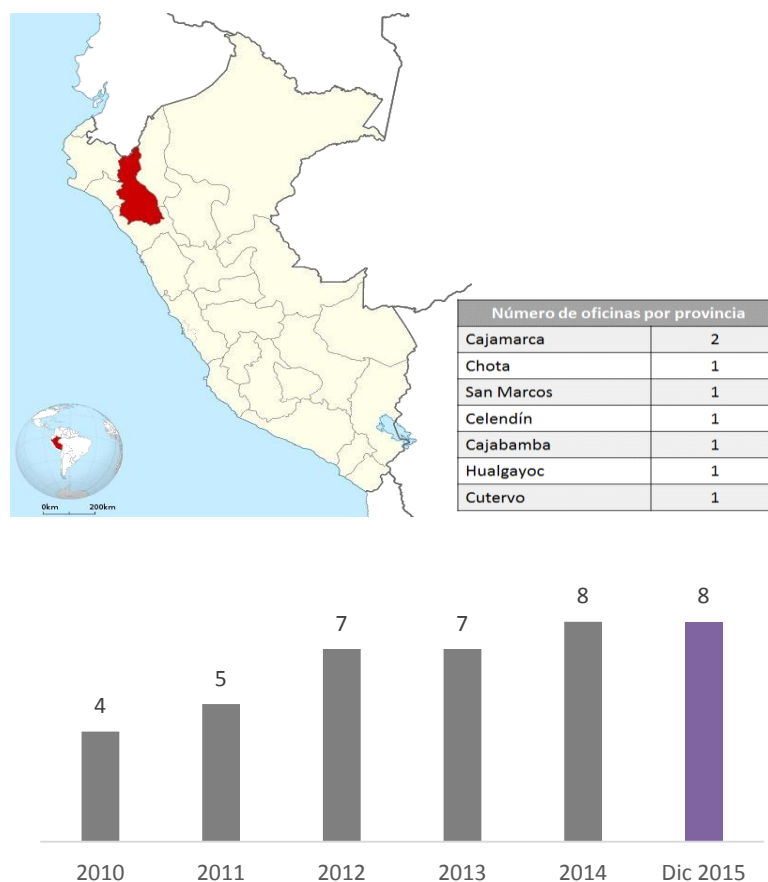 Número de oficinas por provincia
Cajamarca 2
Chota 1
San Marcos 1
Celendín 1
Cajabamba 1
Hualgayoc 1
Cutervo 1
0km 200km
4 5 7 7 8 8
2010 2011 2012 2013 2014 Dic 2015